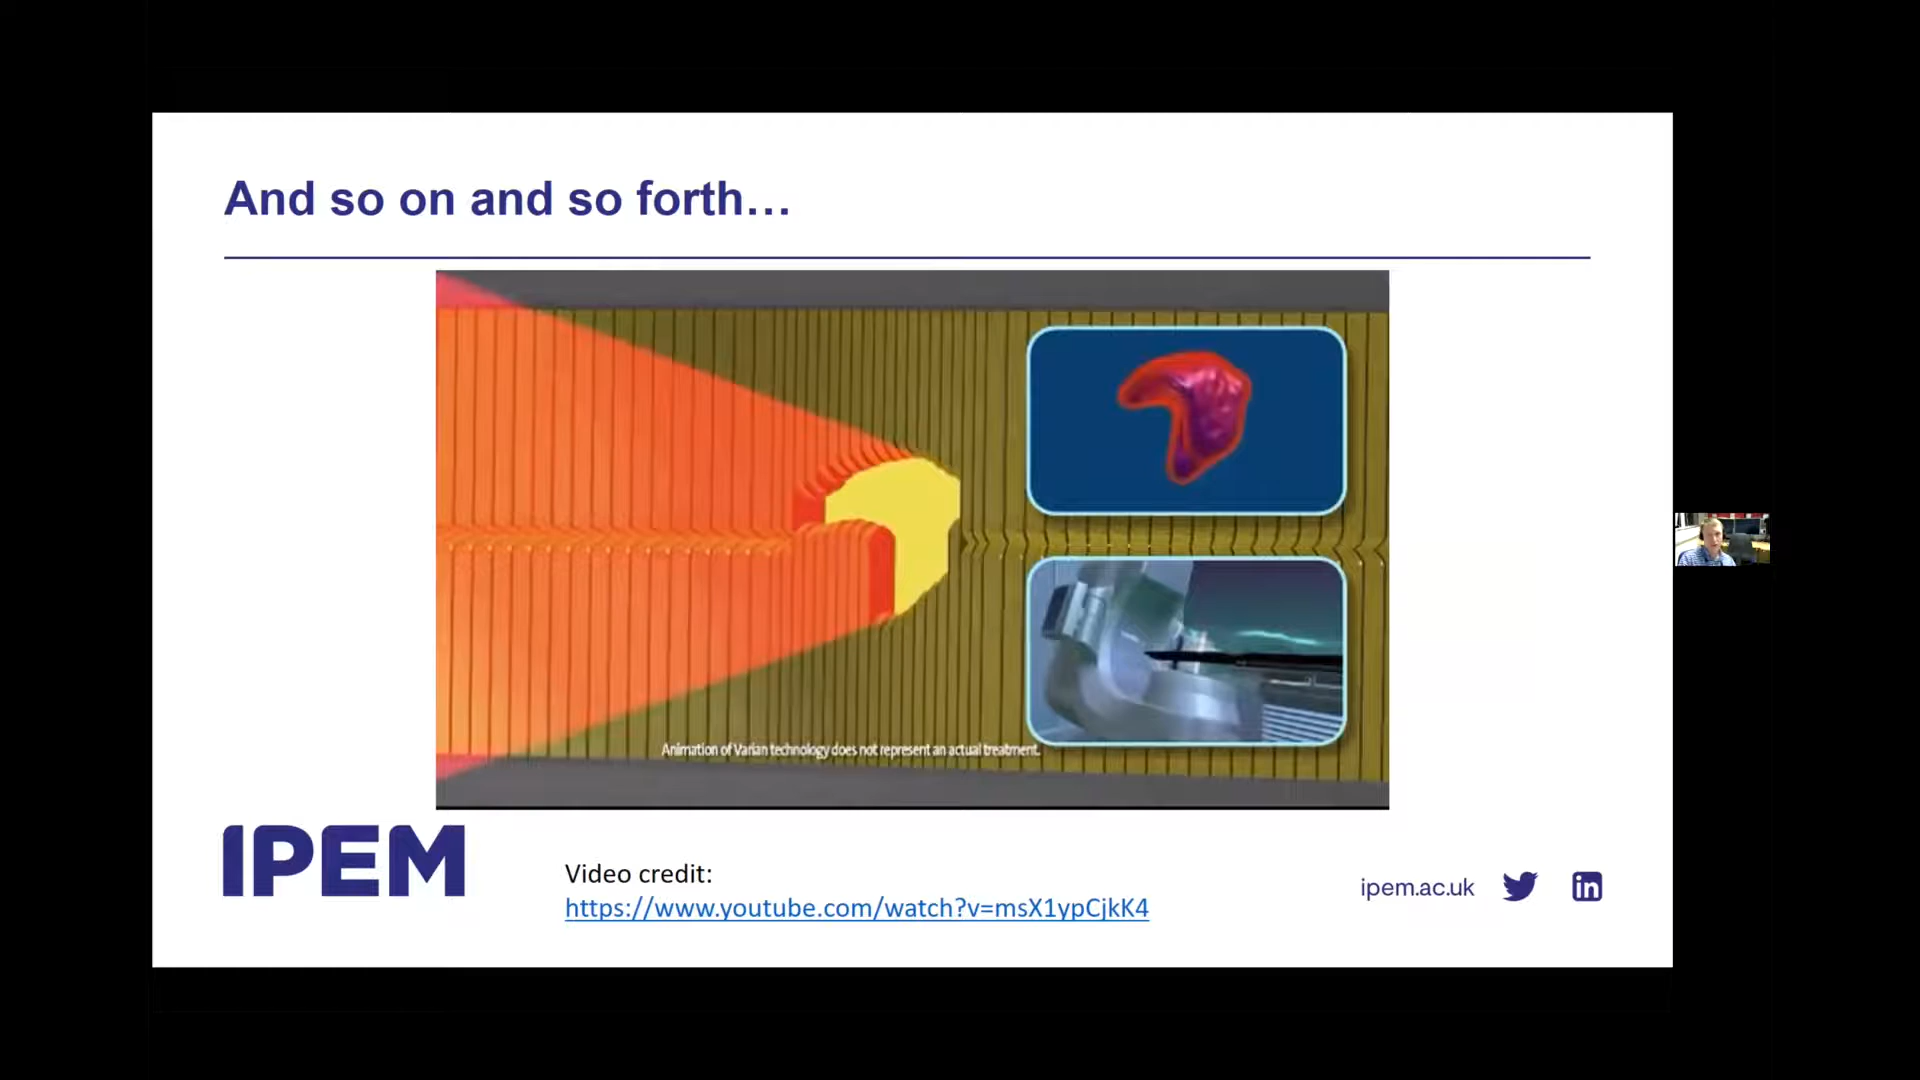 And so on and so forth…
Animation of Varian technology does not represent an actual treatment.
IPEM
Video credit:
https://www.youtube.com/watch?v=msX1ypCjkK4
ipem.ac.uk
in